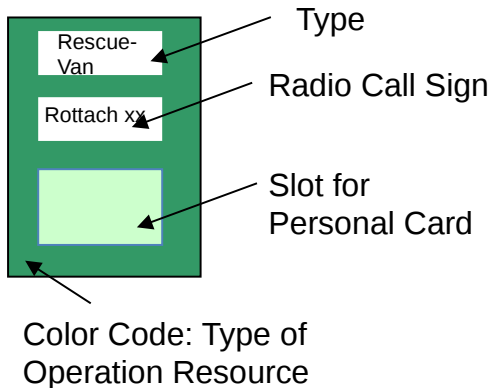 Type
Rescue-
Van
Radio Call Sign
Rottach xx
Slot for
Personal Card
Color Code: Type of
Operation Resource